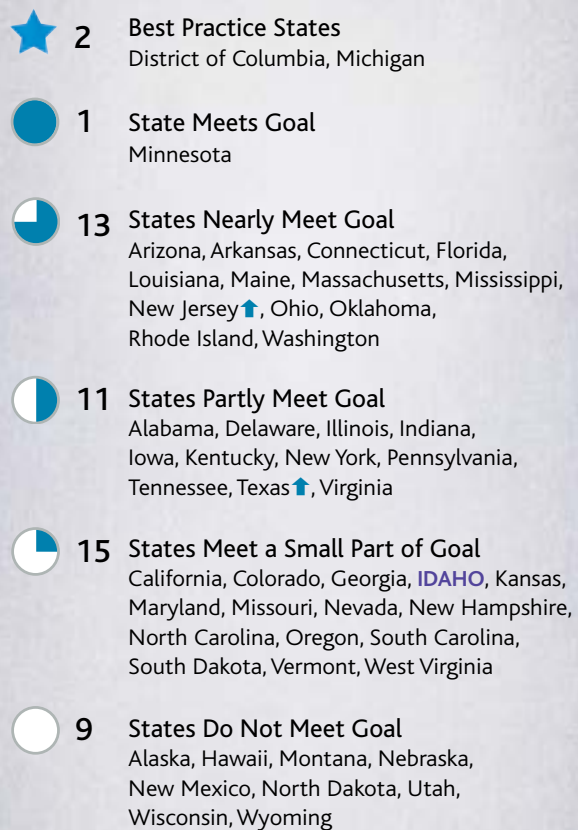 2 Best Practice States
District of Columbia, Michigan
1 State Meets Goal
Minnesota
13 States Nearly Meet Goal
Arizona, Arkansas, Connecticut, Florida,
Louisiana, Maine, Massachusetts, Mississippi,
New Jersey⬆, Ohio, Oklahoma,
Rhode Island, Washington
11 States Partly Meet Goal
Alabama, Delaware, Illinois, Indiana,
Iowa, Kentucky, New York, Pennsylvania,
Tennessee, Texas⬆, Virginia
15 States Meet a Small Part of Goal
California, Colorado, Georgia, IDAHO, Kansas,
Maryland, Missouri, Nevada, New Hampshire,
North Carolina, Oregon, South Carolina,
South Dakota, Vermont, West Virginia
9 States Do Not Meet Goal
Alaska, Hawaii, Montana, Nebraska,
New Mexico, North Dakota, Utah,
Wisconsin, Wyoming